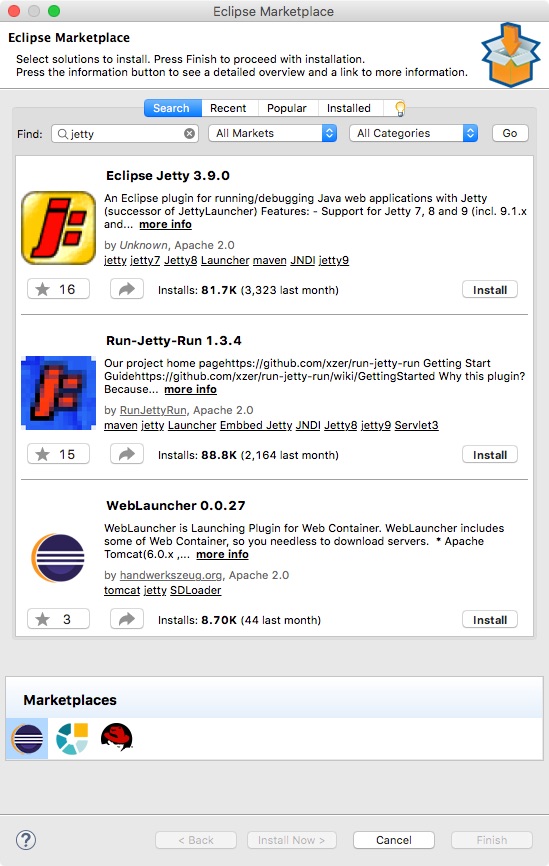 Eclipse Marketplace
Eclipse Marketplace
Select solutions to install. Press Finish to proceed with installation.
Press the information button to see a detailed overview and a link to more information.
Search Recent Popular Installed
Find: jetty All Markets All Categories Go
Eclipse Jetty 3.9.0
An Eclipse plugin for running/debugging Java web applications with Jetty
(successor of JettyLauncher) Features: - Support for Jetty 7, 8 and 9 (incl. 9.1.x
and... more info
by Unknown, Apache 2.0
jetty jetty7 Jetty8 Launcher maven JNDI jetty9
16 Installs: 81.7K (3,323 last month) Install
Run-Jetty-Run 1.3.4
Our project home pagehttps://github.com/xzer/run-jetty-run Getting Start
Guidehttps://github.com/xzer/run-jetty-run/wiki/GettingStarted Why this plugin?
Because... more info
by RunJettyRun, Apache 2.0
maven jetty Launcher Embbed Jetty JNDI Jetty8 jetty9 Servlet3
15 Installs: 88.8K (2,164 last month) Install
WebLauncher 0.0.27
WebLauncher is Launching Plugin for Web Container. WebLauncher includes
some of Web Container, so you needless to download servers. * Apache
Tomcat(6.0.x ,... more info
by handwerkszeug.org, Apache 2.0
tomcat jetty SDLoader
3 Installs: 8.70K (44 last month) Install
Marketplaces
? < Back Install Now > Cancel Finish